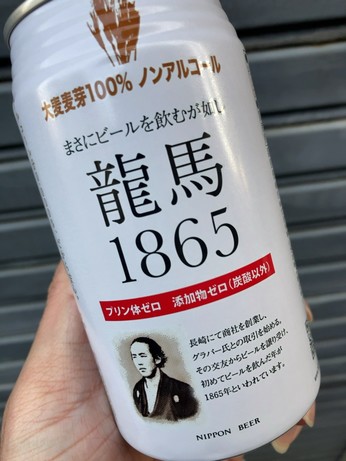 大麦麦芽100% ノンアルコール
まさにビールを飲むが如し
龍馬
1865
プリン体ゼロ 添加物ゼロ(炭酸以外)
長崎にて商社を創業し、
グラバー氏との取引を始める。
その交友からビールを譲り受け、
初めてビールを飲んだ年が
1865年といわれています。
NIPPON BEER